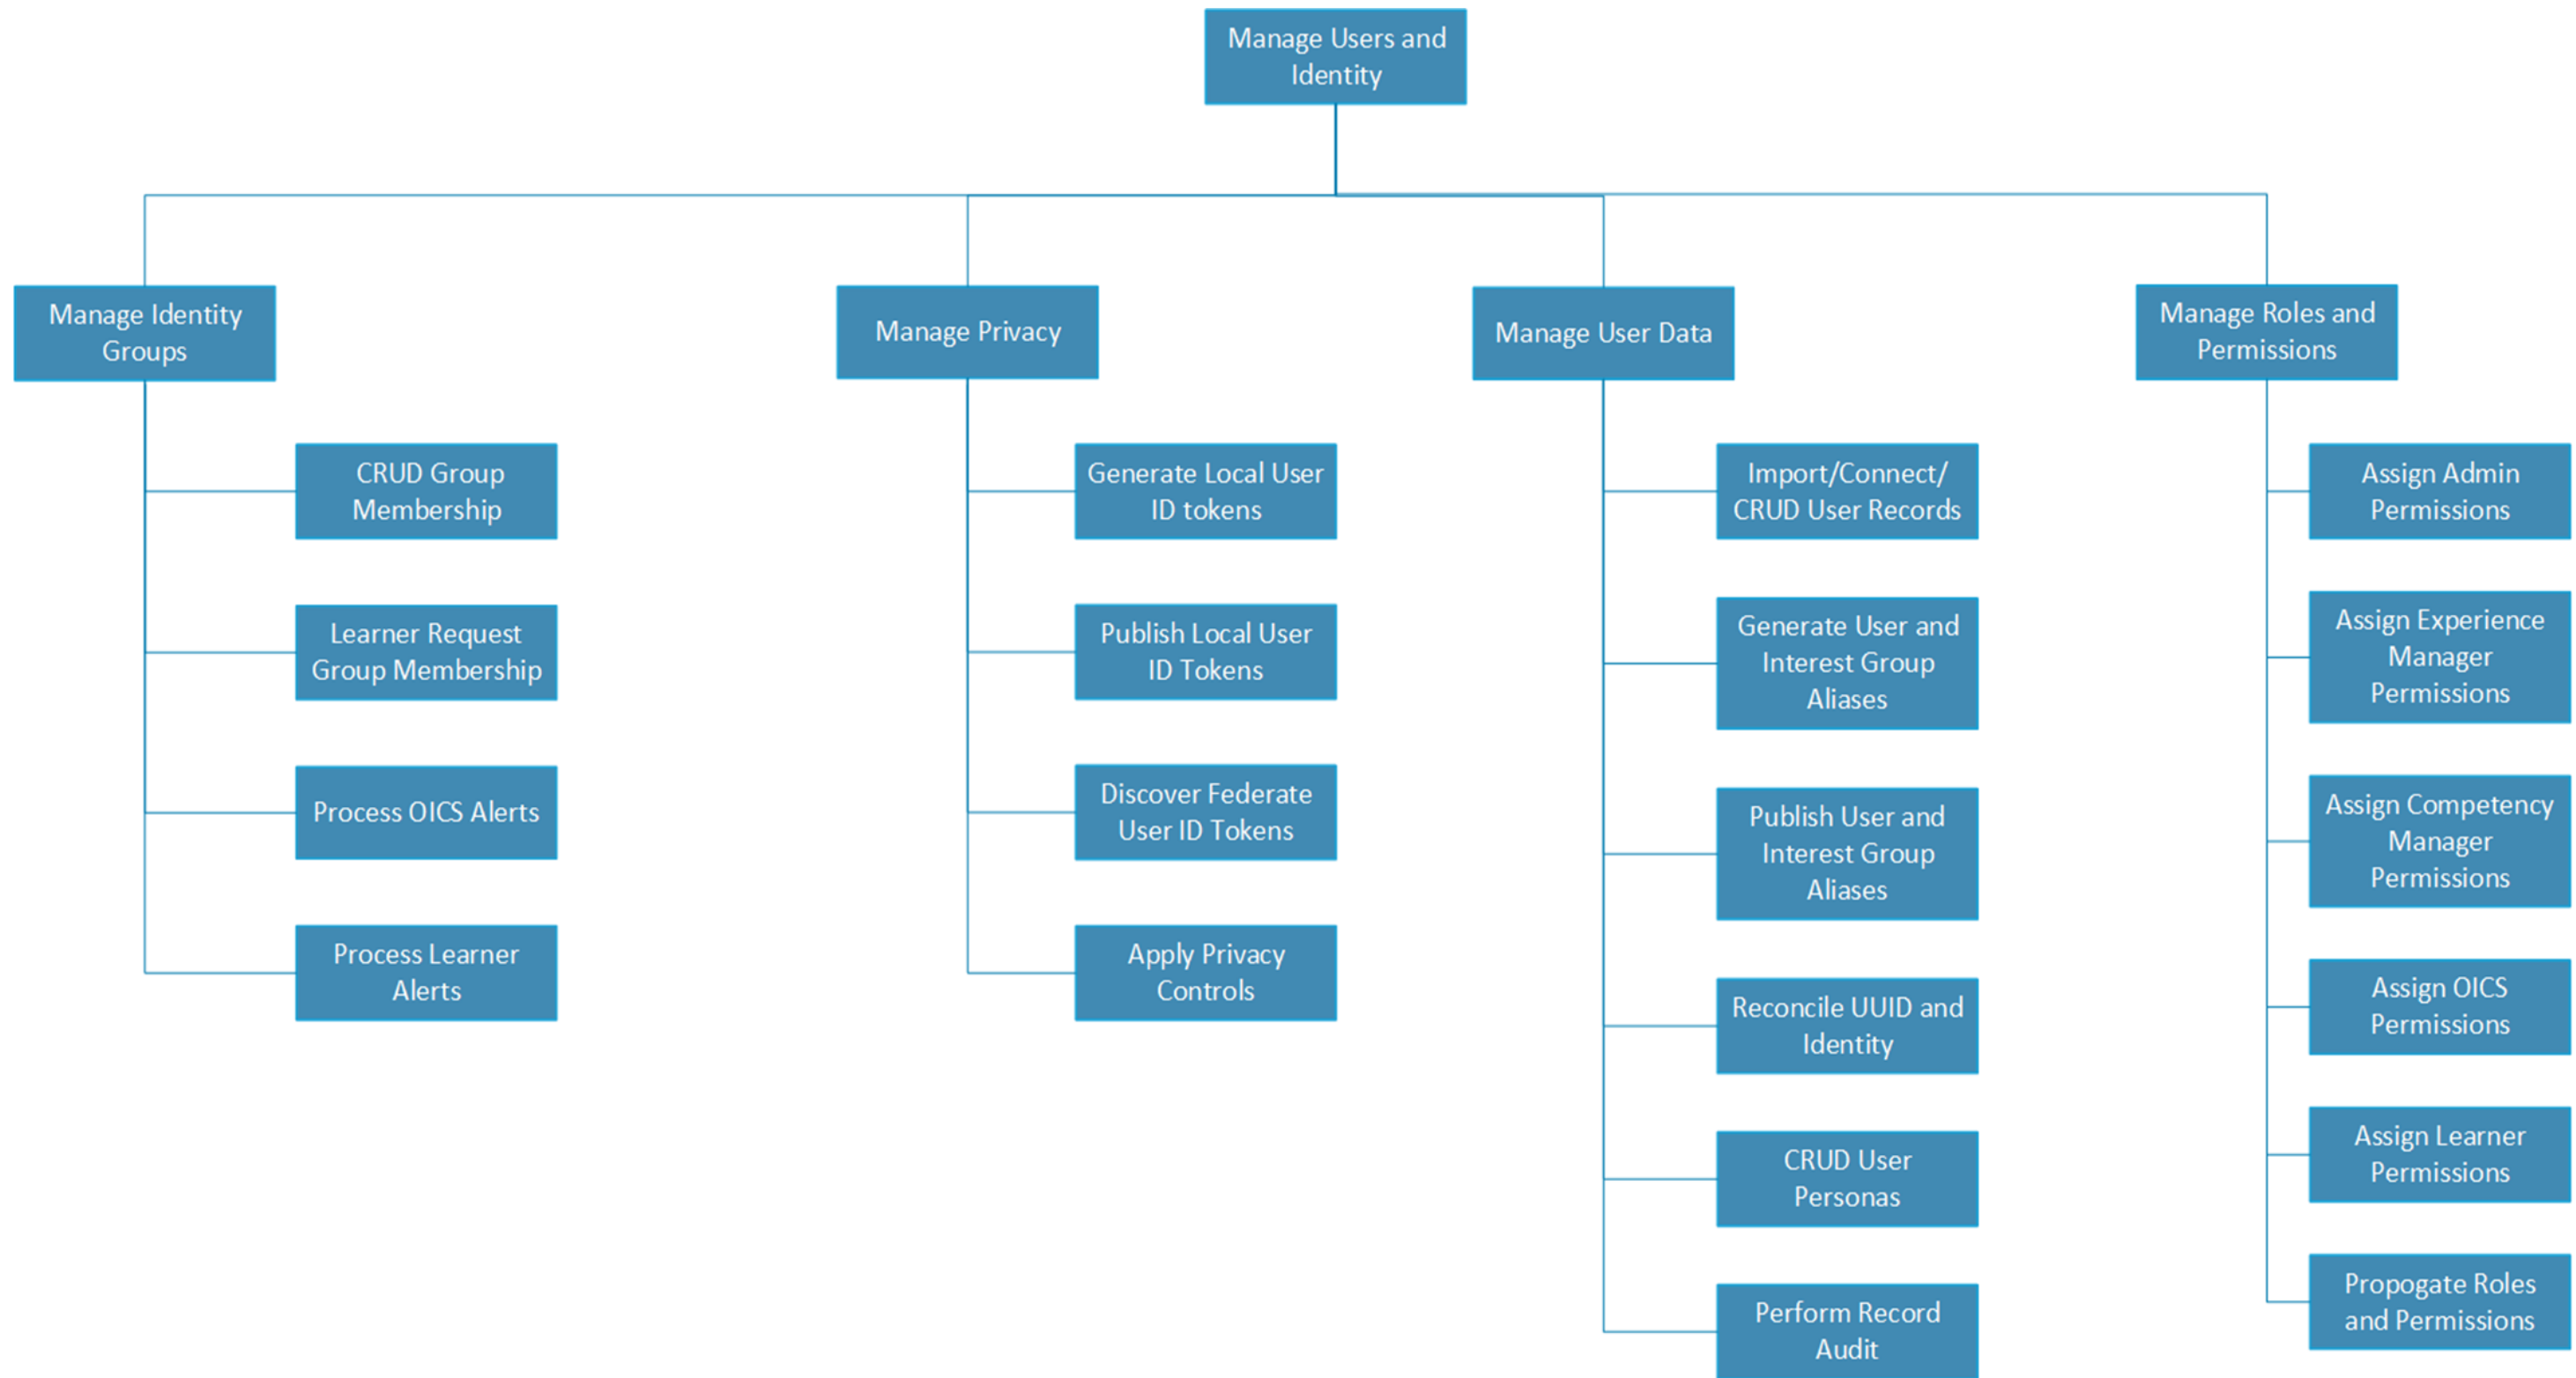 Manage Users and
Identity
Manage Identity
Groups
CRUD Group
Membership
Learner Request
Group Membership
Process OICS Alerts
Process Learner
Alerts
Manage Privacy
Generate Local User
ID tokens
Publish Local User
ID Tokens
Discover Federate
User ID Tokens
Apply Privacy
Controls
Manage User Data
Import/Connect/
CRUD User Records
Generate User and
Interest Group
Aliases
Publish User and
Interest Group
Aliases
Reconcile UUID and
Identity
CRUD User
Personas
Perform Record
Audit
Manage Roles and
Permissions
Assign Admin
Permissions
Assign Experience
Manager
Permissions
Assign Competency
Manager
Permissions
Assign OICS
Permissions
Assign Learner
Permissions
Propogate Roles
and Permissions